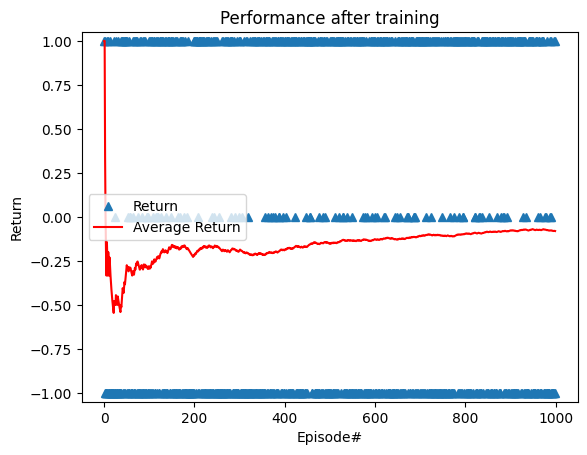 Performance after training
1.00
0.75
0.50
0.25
0.00
−0.25
−0.50
−0.75
−1.00
Return
Return
Average Return
0 200 400 600 800 1000
Episode#